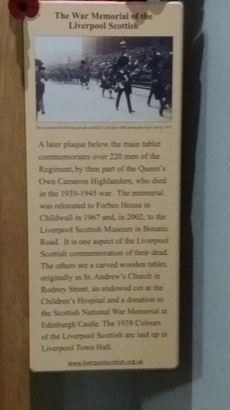 The War Memorial of the
Liverpool Scottish
A later plaque below the main tablet
commemorates over 220 men of the
Regiment, by then part of the Queen's
Own Cameron Highlanders, who died
in the 1939-1945 war. The memorial
was relocated to Forbes House in
Childwall in 1967 and, in 2002, to the
Liverpool Scottish Museum in Botanic
Road. It is one aspect of the Liverpool
Scottish commemoration of their dead.
The others are a carved wooden tablet,
originally in St. Andrew's Church in
Rodney Street, an endowed cot at the
Children's Hospital and a donation to
the Scottish National War Memorial at
Edinburgh Castle. The 1938 Colours
of the Liverpool Scottish are laid up in
Liverpool Town Hall.
www.liverpoolscottish.org.uk